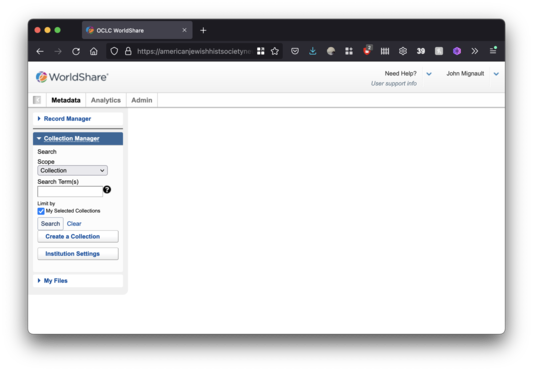 OCLC WorldShare
https://americanjewishhistsocietyne
39
WorldShare®
Need Help?
John Mignault
User support info
Metadata
Analytics
Admin
Record Manager
Collection Manager
Search
Scope
Collection
Search Term(s)
Limit by
My Selected Collections
Search
Clear
Create a Collection
Institution Settings
My Files